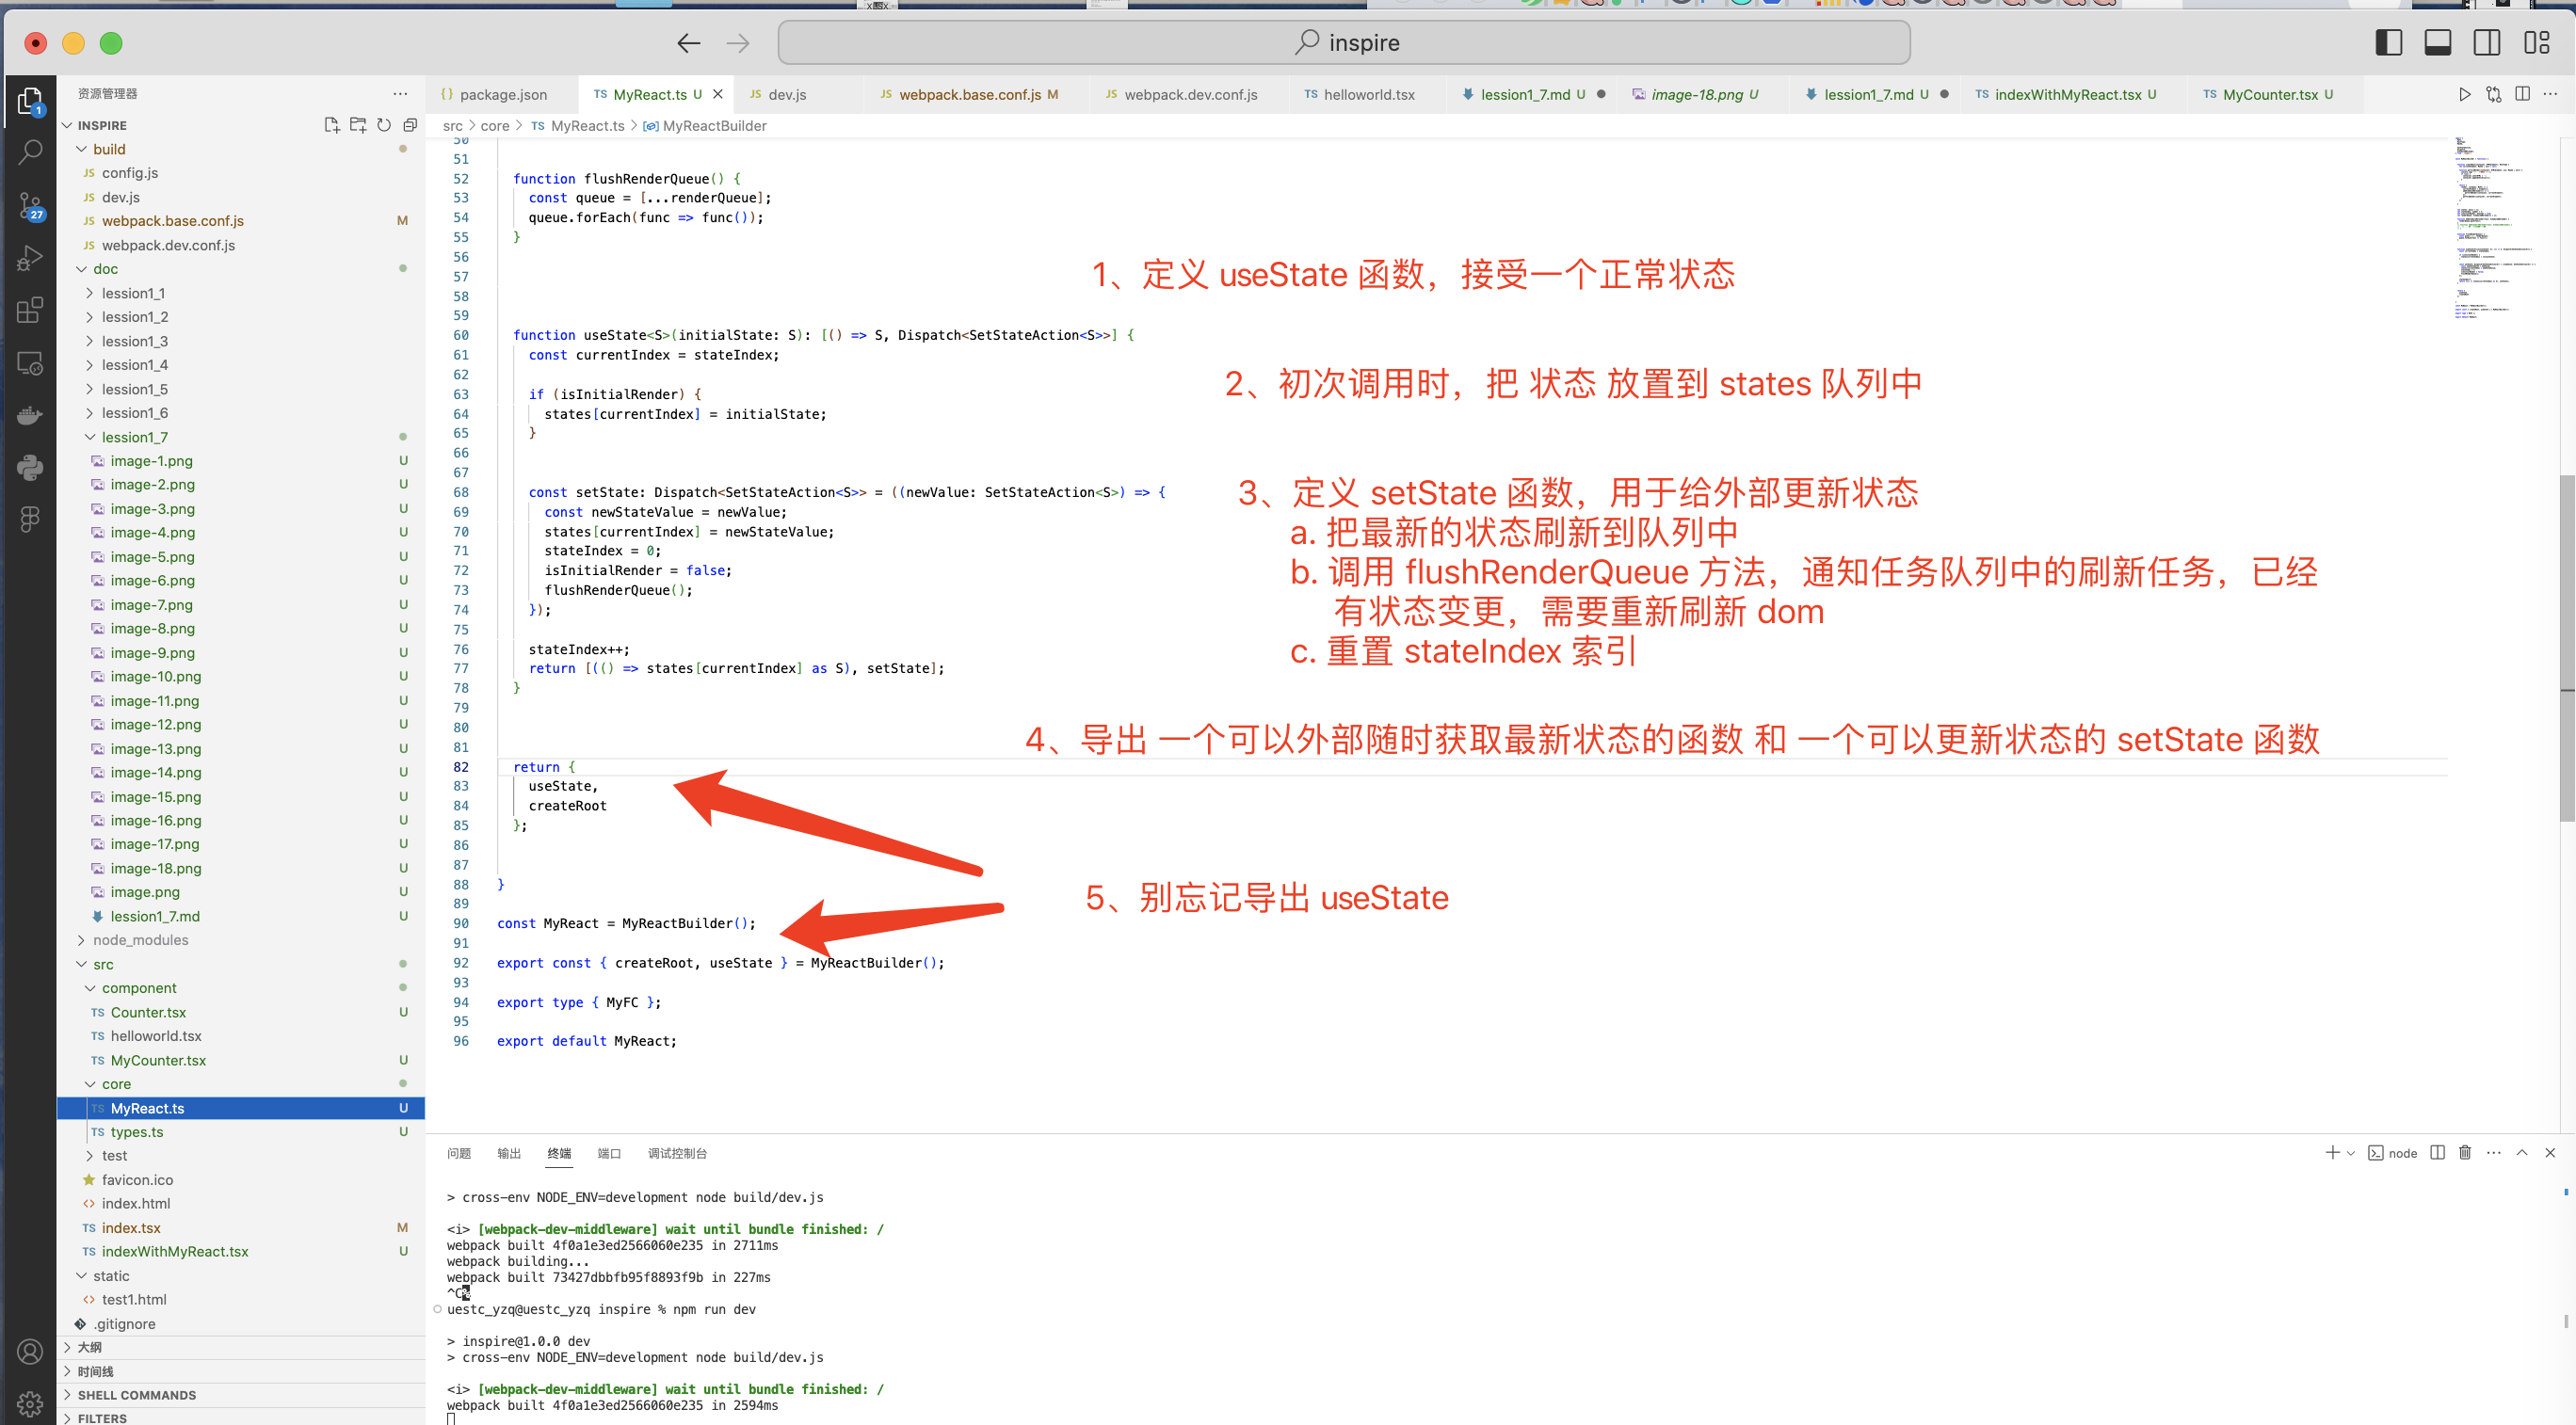 inspire
资源管理器
package.json
MyReact.ts U
dev.js
webpack.base.conf.js M
webpack.dev.conf.js
helloworld.tsx
lession1_7.md U
image-18.png U
lession1_7.md U
indexWithMyReact.tsx U
MyCounter.tsx U
src > core > TS MyReact.ts > MyReactBuilder
INSPIRE
build
JS config.js
JS dev.js
JS webpack.base.conf.js M
JS webpack.dev.conf.js
doc
lession1_1
lession1_2
lession1_3
lession1_4
lession1_5
lession1_6
lession1_7
image-1.png U
image-2.png U
image-3.png U
image-4.png U
image-5.png U
image-6.png U
image-7.png U
image-8.png U
image-9.png U
image-10.png U
image-11.png U
image-12.png U
image-13.png U
image-14.png U
image-15.png U
image-16.png U
image-17.png U
image-18.png U
image.png U
lession1_7.md U
node_modules
src
component
TS Counter.tsx U
TS helloworld.tsx
TS MyCounter.tsx U
core
TS MyReact.ts U
TS types.ts U
test
favicon.ico
index.html
TS index.tsx M
TS indexWithMyReact.tsx U
static
test1.html
.gitignore
大纲
时间线
SHELL COMMANDS
FILTERS
1
27
50
51
52 function flushRenderQueue() {
53 const queue = [...renderQueue];
54 queue.forEach(func => func());
55 }
56
57
58
59
60 function useState<S>(initialState: S): [() => S, Dispatch<SetStateAction<S>>] {
61 const currentIndex = stateIndex;
62
63 if (isInitialRender) {
64 states[currentIndex] = initialState;
65 }
66
67
68 const setState: Dispatch<SetStateAction<S>> = ((newValue: SetStateAction<S>) => {
69 const newStateValue = newValue;
70 states[currentIndex] = newStateValue;
71 stateIndex = 0;
72 isInitialRender = false;
73 flushRenderQueue();
74 });
75
76 stateIndex++;
77 return [(() => states[currentIndex] as S), setState];
78 }
79
80
81
82 return {
83 useState,
84 createRoot
85 };
86
87
88 }
89
90 const MyReact = MyReactBuilder();
91
92 export const { createRoot, useState } = MyReactBuilder();
93
94 export type { MyFC };
95
96 export default MyReact;
1、定义 useState 函数，接受一个正常状态
2、初次调用时，把 状态 放置到 states 队列中
3、定义 setState 函数，用于给外部更新状态
a. 把最新的状态刷新到队列中
b. 调用 flushRenderQueue 方法，通知任务队列中的刷新任务，已经
有状态变更，需要重新刷新 dom
c. 重置 stateIndex 索引
4、导出 一个可以外部随时获取最新状态的函数 和 一个可以更新状态的 setState 函数
5、别忘记导出 useState
问题 输出 终端 端口 调试控制台
node
> cross-env NODE_ENV=development node build/dev.js
<i> [webpack-dev-middleware] wait until bundle finished: /
webpack built 4f0a1e3ed2566060e235 in 2711ms
webpack building...
webpack built 73427dbbfb95f8893f9b in 227ms
^C%
uestc_yzq@uestc_yzq inspire % npm run dev
> inspire@1.0.0 dev
> cross-env NODE_ENV=development node build/dev.js
<i> [webpack-dev-middleware] wait until bundle finished: /
webpack built 4f0a1e3ed2566060e235 in 2594ms